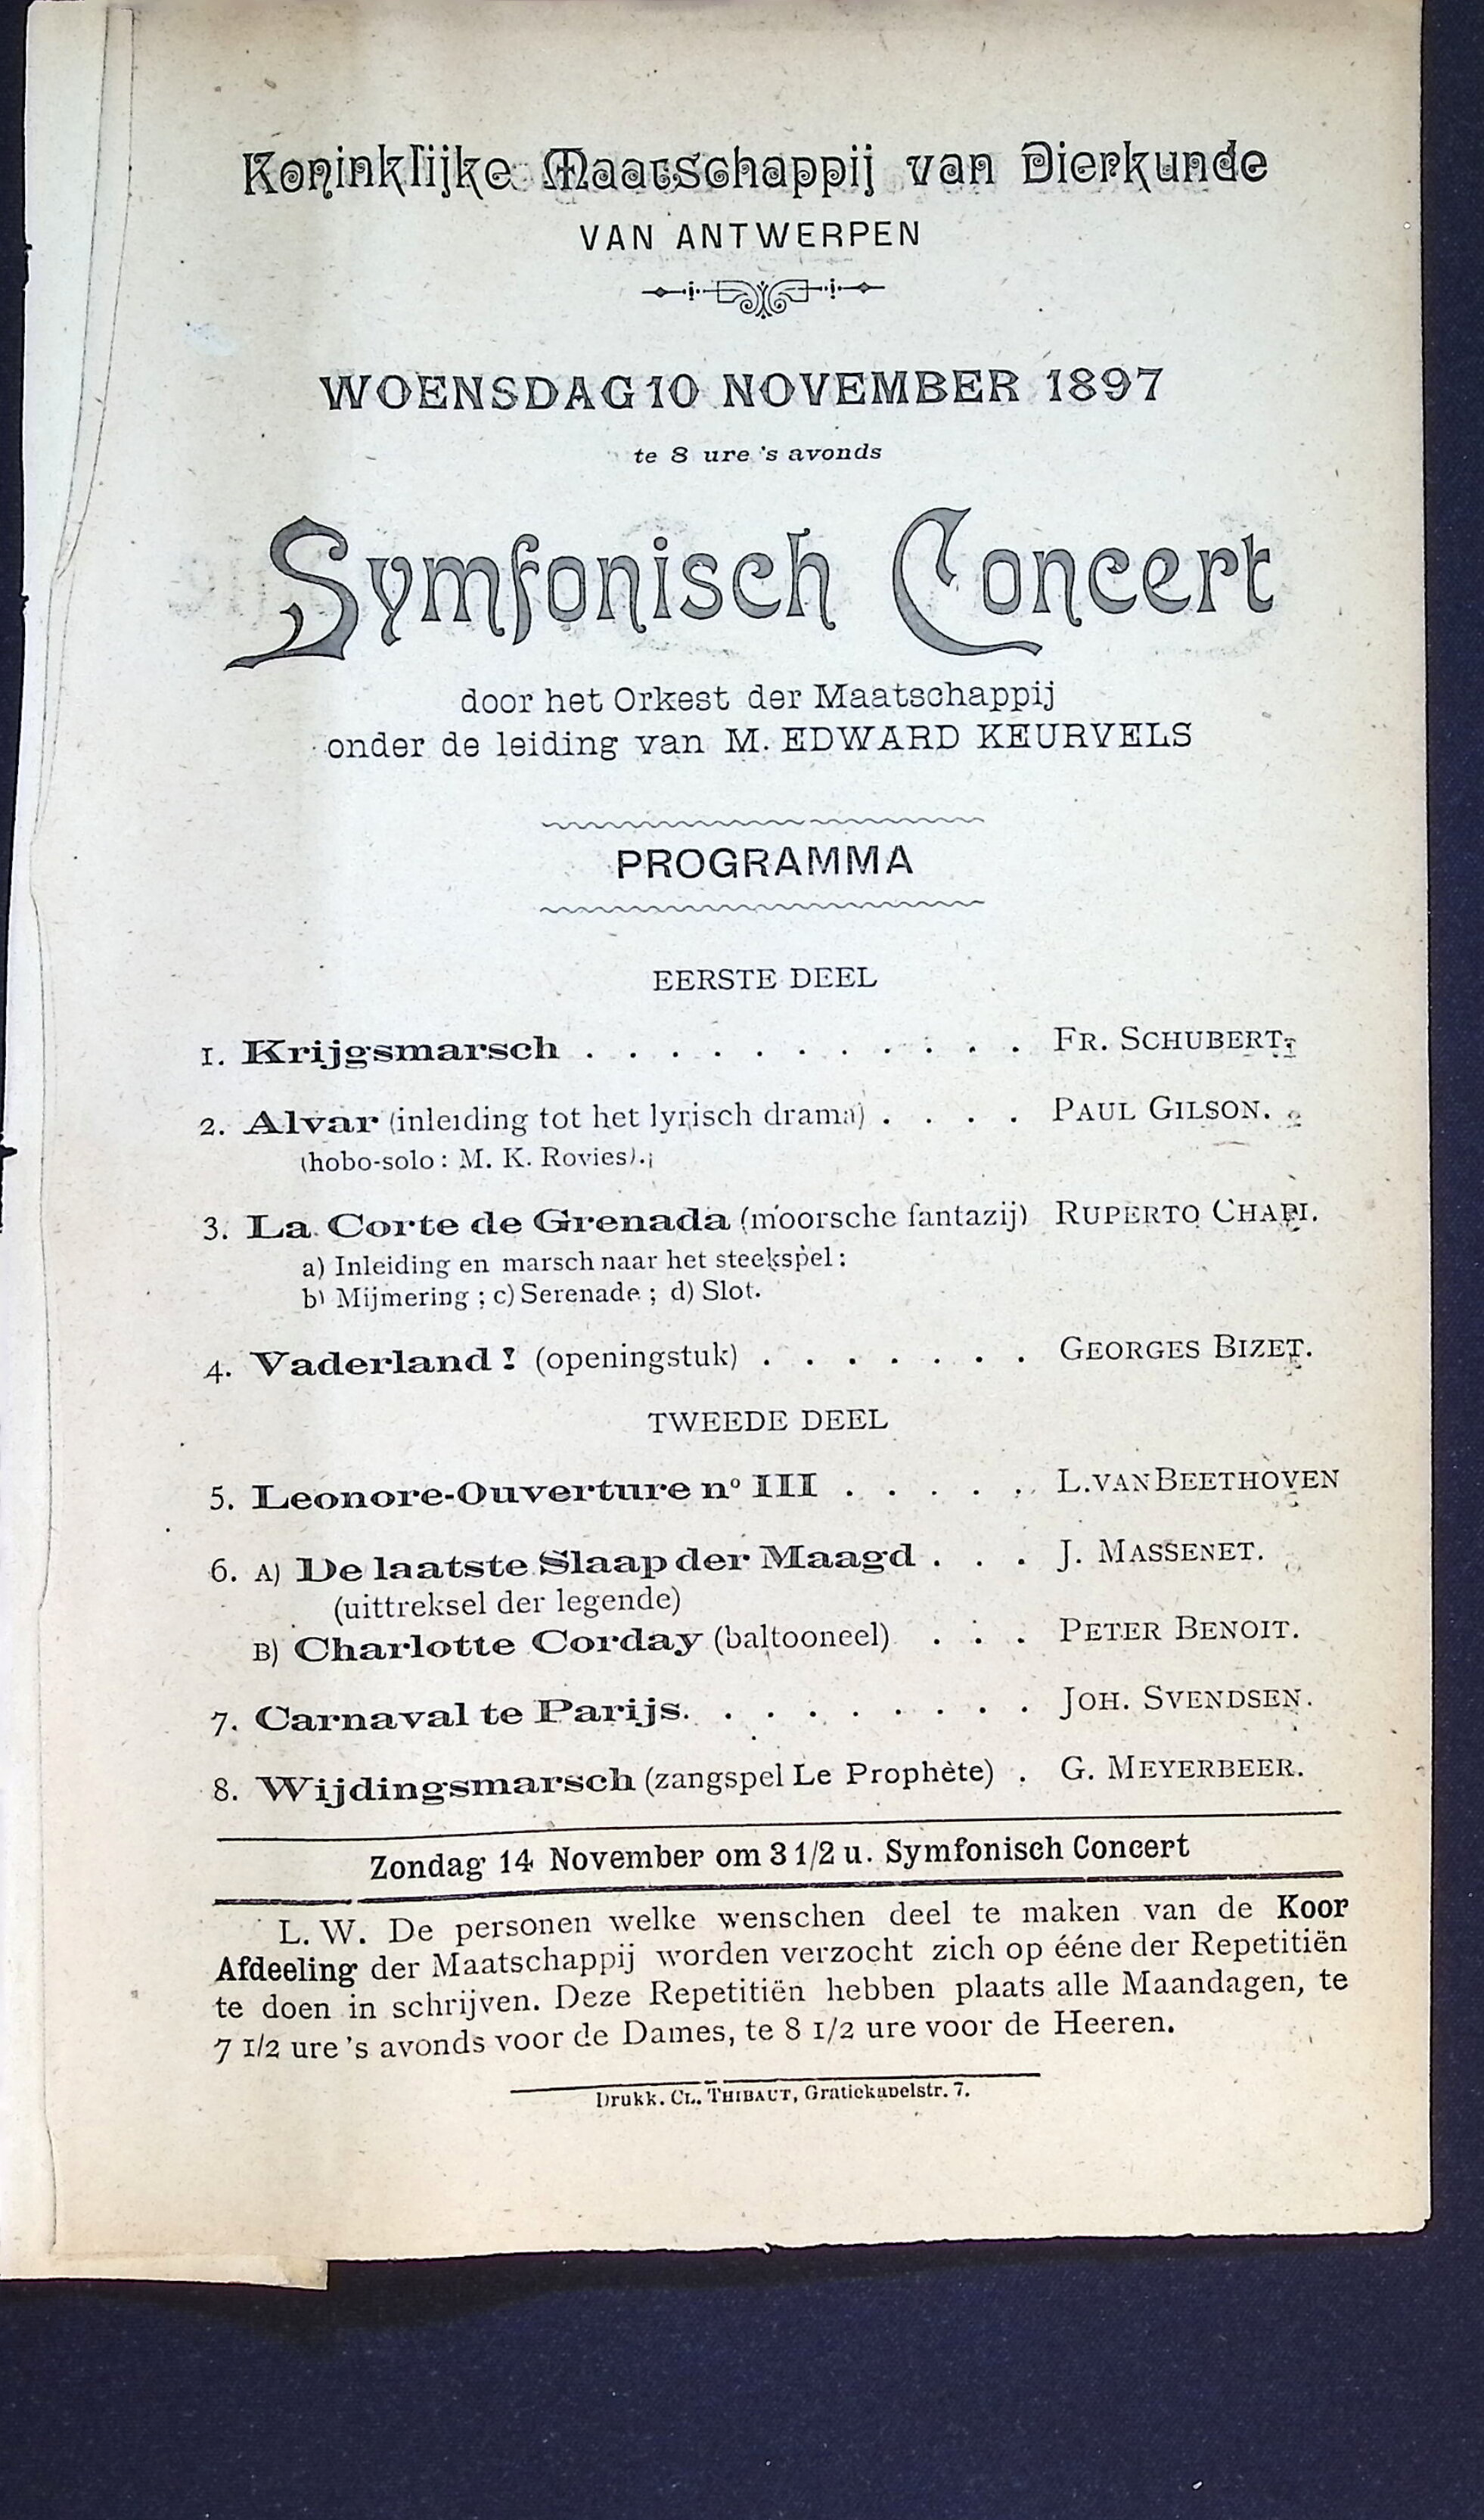 Koninklijke Maatschappij van Dierkunde
VAN ANTWERPEN
WOENSDAG 10 NOVEMBER 1897
te 8 ure 's avonds
Symfonisch Concert
door het Orkest der Maatschappij
onder de leiding van M. EDWARD KEURVELS
PROGRAMMA
EERSTE DEEL
1. Krijgsmarsch . . . . . . . . . . . FR. SCHUBERT.
2. Alvar (inleiding tot het lyrisch drama) . . . . PAUL GILSON.
(hobo-solo : M. K. Rovies).
3. La Corte de Grenada (moorsche fantazij) RUPERTO CHAPI.
a) Inleiding en marsch naar het steekspel :
b) Mijmering ; c) Serenade ; d) Slot.
4. Vaderland ! (openingstuk) . . . . . . . GEORGES BIZET.
TWEEDE DEEL
5. Leonore-Ouverture nº III . . . . . L. VAN BEETHOVEN
6. A) De laatste Slaap der Maagd . . . J. MASSENET.
(uittreksel der legende)
B) Charlotte Corday (baltooneel) . . . PETER BENOIT.
7. Carnaval te Parijs. . . . . . . . . JOH. SVENDSEN.
8. Wijdingsmarsch (zangspel Le Prophète) . G. MEYERBEER.
Zondag 14 November om 3 1/2 u. Symfonisch Concert
L. W. De personen welke wenschen deel te maken van de Koor
Afdeeling der Maatschappij worden verzocht zich op ééne der Repetitiën
te doen in schrijven. Deze Repetitiën hebben plaats alle Maandagen, te
7 1/2 ure 's avonds voor de Dames, te 8 1/2 ure voor de Heeren.
Drukk. CL. THIBAUT, Gratiekapelstr. 7.